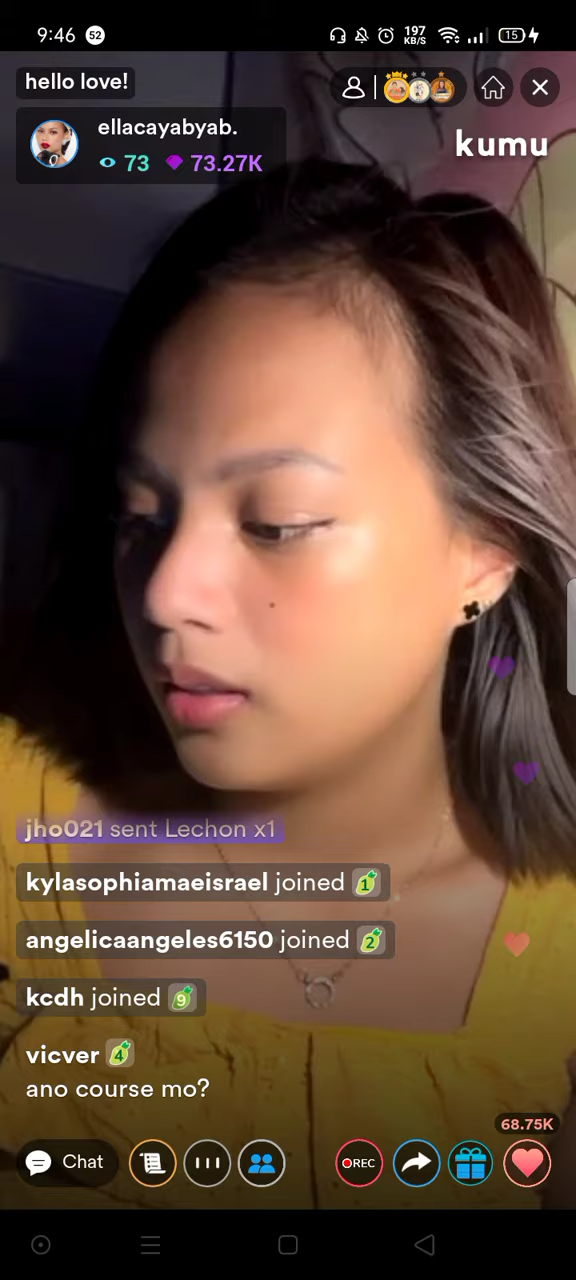 9:46 52 197 KB/S 15
hello love!
ellacayabyab.
73 73.27K
kumu
jho021 sent Lechon x1
kylasophiamaeisrael joined 1
angelicaangeles6150 joined 2
kcdh joined 9
vicver 4
ano course mo?
68.75K
Chat REC